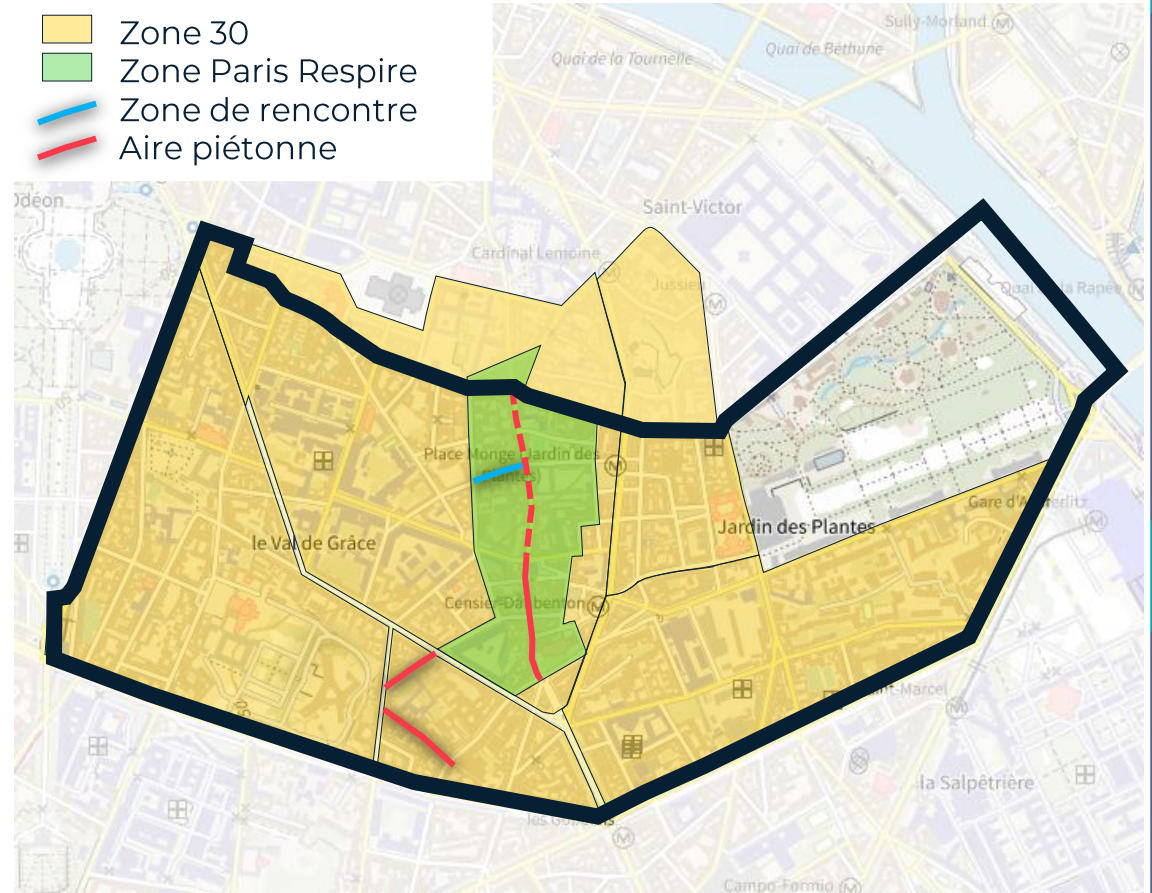 Zone 30
Zone Paris Respire
Zone de rencontre
Aire piétonne
Sully-Morland
Quai de la Tournelle
Quai de Béthune
Odéon
Saint-Victor
Cardinal Lemoine
Jussieu
Quai de la Rapée
Place Monge (Jardin des
Plantes)
Gare d'Austerlitz
Jardin des Plantes
le Val de Grâce
Censier-Daubenton
Saint-Marcel
la Salpêtrière
les Gobelins
Campo-Formio